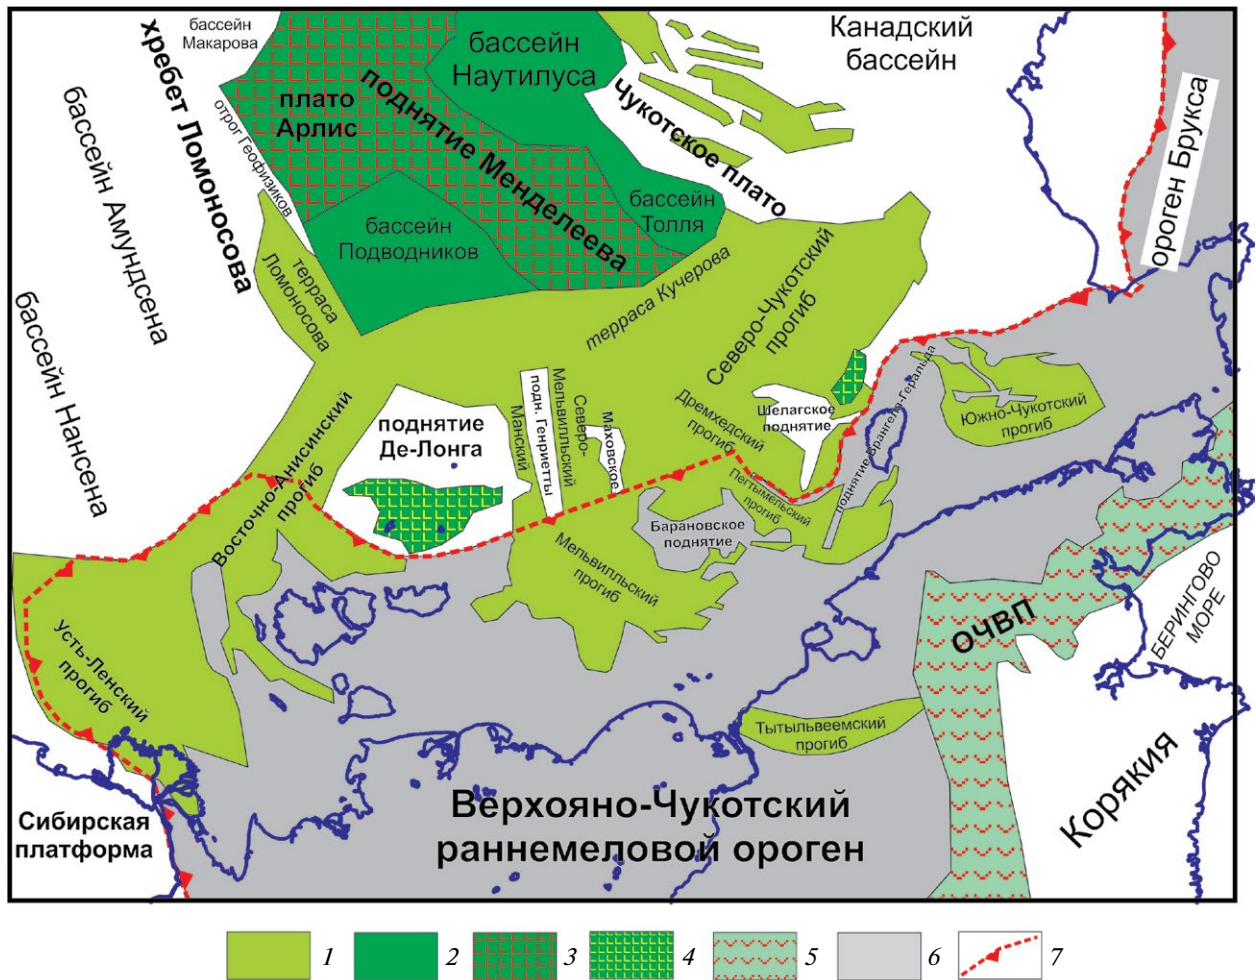 бассейн
Макарова
хребет Ломоносова
отрог Геофизиков
бассейн Амундсена
бассейн Нансена
плато
Арлис
поднятие Менделеева
бассейн
Наутилуса
Чукотское плато
Канадский
бассейн
ороген Брукса
бассейн
Подводников
бассейн
Толля
терраса
Ломоносова
терраса Кучерова
Северо-Чукотский
прогиб
Восточно-Анисинский
прогиб
поднятие
Де-Лонга
Манский
подн. Генриетты
Северо-
Мельвилльский
Маховское
Дремхедский
прогиб
Шелагское
поднятие
поднятие Врангеля-Геральда
Южно-Чукотский
прогиб
Пегтымельский
прогиб
Барановское
поднятие
Мельвилльский
прогиб
Усть-Ленский
прогиб
ОЧВП
БЕРИНГОВО
МОРЕ
Тытыльвеемский
прогиб
Корякия
Сибирская
платформа
Верхояно-Чукотский
раннемеловой ороген
1
2
3
4
5
6
7